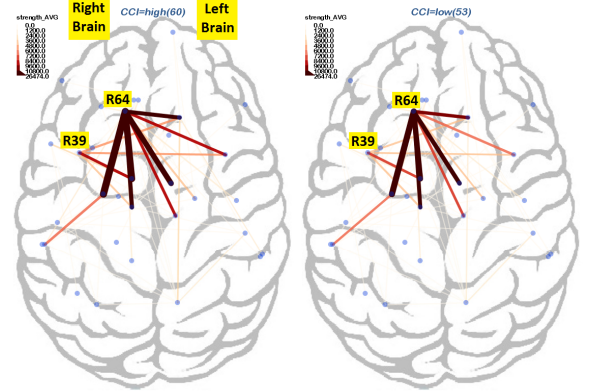 strength_AVG
0.0
1200.0
2400.0
3600.0
4800.0
6000.0
7200.0
8400.0
9600.0
10800.0
26474.0
Right
Brain
CCI=high(60)
Left
Brain
R64
R39
strength_AVG
0.0
1200.0
2400.0
3600.0
4800.0
6000.0
7200.0
8400.0
9600.0
10800.0
26474.0
CCI=low(53)
R64
R39